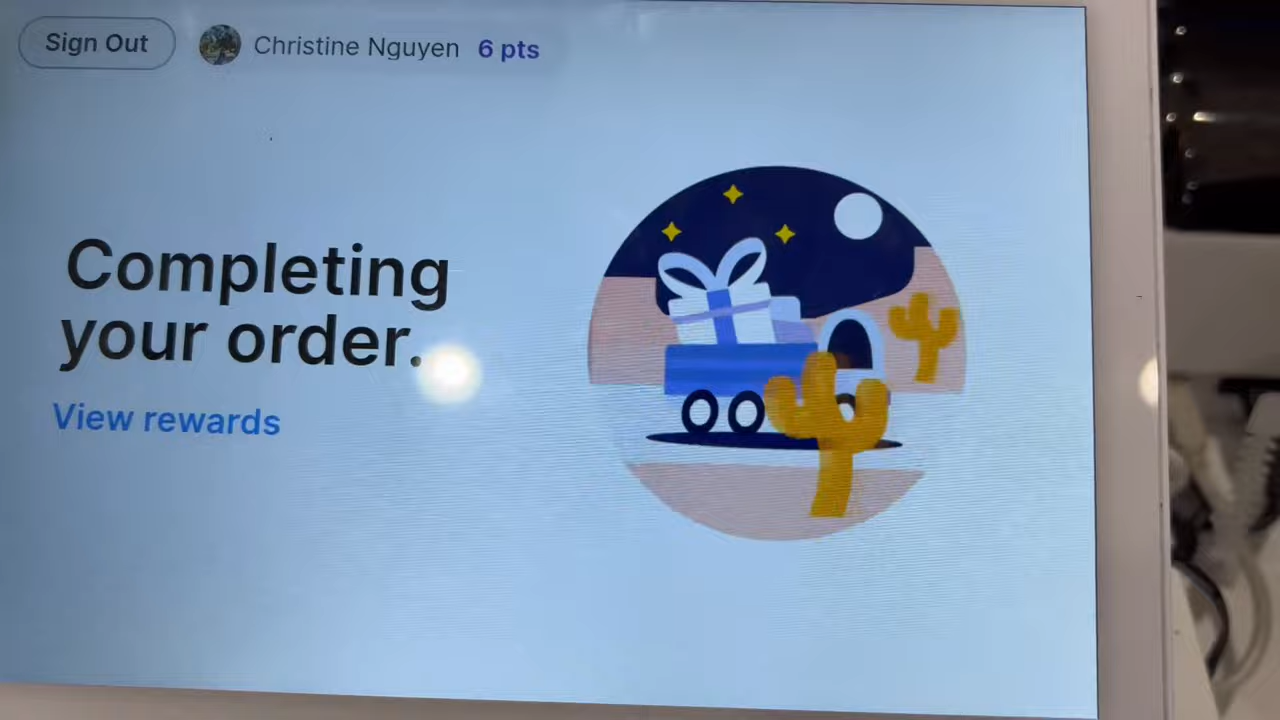 Sign Out Christine Nguyen 6 pts
Completing
your order.
View rewards